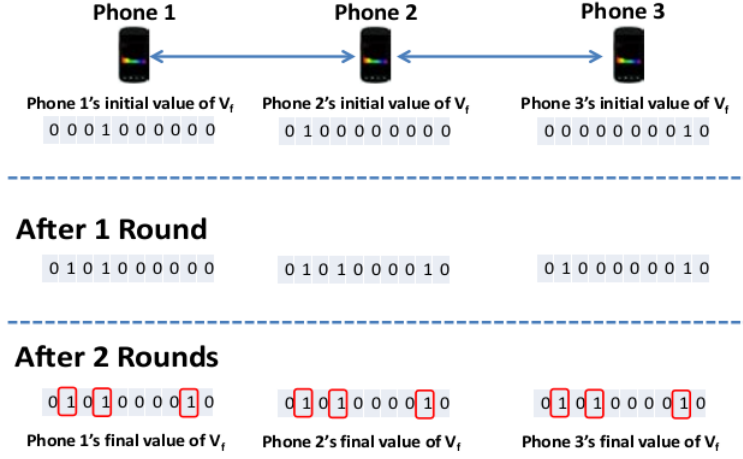 Phone 1 Phone 2 Phone 3
Phone 1's initial value of Vf Phone 2's initial value of Vf Phone 3's initial value of Vf
0 0 0 1 0 0 0 0 0 0 0 1 0 0 0 0 0 0 0 0 0 0 0 0 0 0 0 0 1 0
After 1 Round
0 1 0 1 0 0 0 0 0 0 0 1 0 1 0 0 0 0 1 0 0 1 0 0 0 0 0 0 1 0
After 2 Rounds
0 1 0 1 0 0 0 0 1 0 0 1 0 1 0 0 0 0 1 0 0 1 0 1 0 0 0 0 1 0
Phone 1's final value of Vf Phone 2's final value of Vf Phone 3's final value of Vf